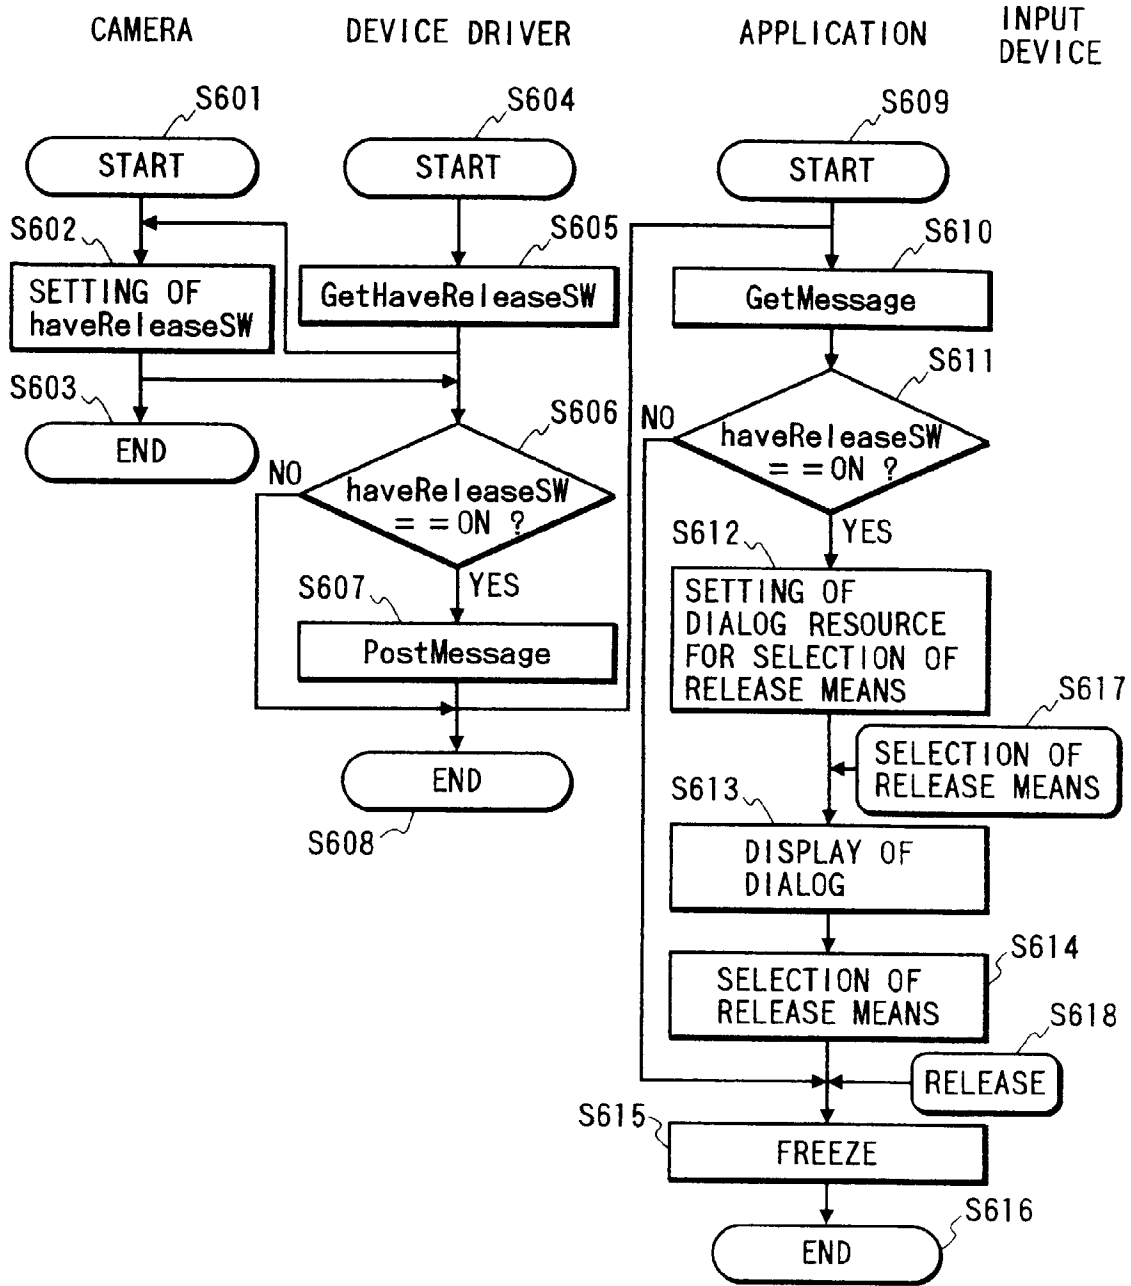 CAMERA
DEVICE DRIVER
APPLICATION
INPUT
DEVICE
S601
START
S602
SETTING OF
haveReleaseSW
S603
END
S604
START
S605
GetHaveReleaseSW
S606
haveReleaseSW
==ON ?
NO
YES
S607
PostMessage
END
S608
S609
START
S610
GetMessage
S611
haveReleaseSW
==ON ?
NO
YES
S612
SETTING OF
DIALOG RESOURCE
FOR SELECTION OF
RELEASE MEANS
S617
SELECTION OF
RELEASE MEANS
S613
DISPLAY OF
DIALOG
S614
SELECTION OF
RELEASE MEANS
S618
RELEASE
S615
FREEZE
S616
END